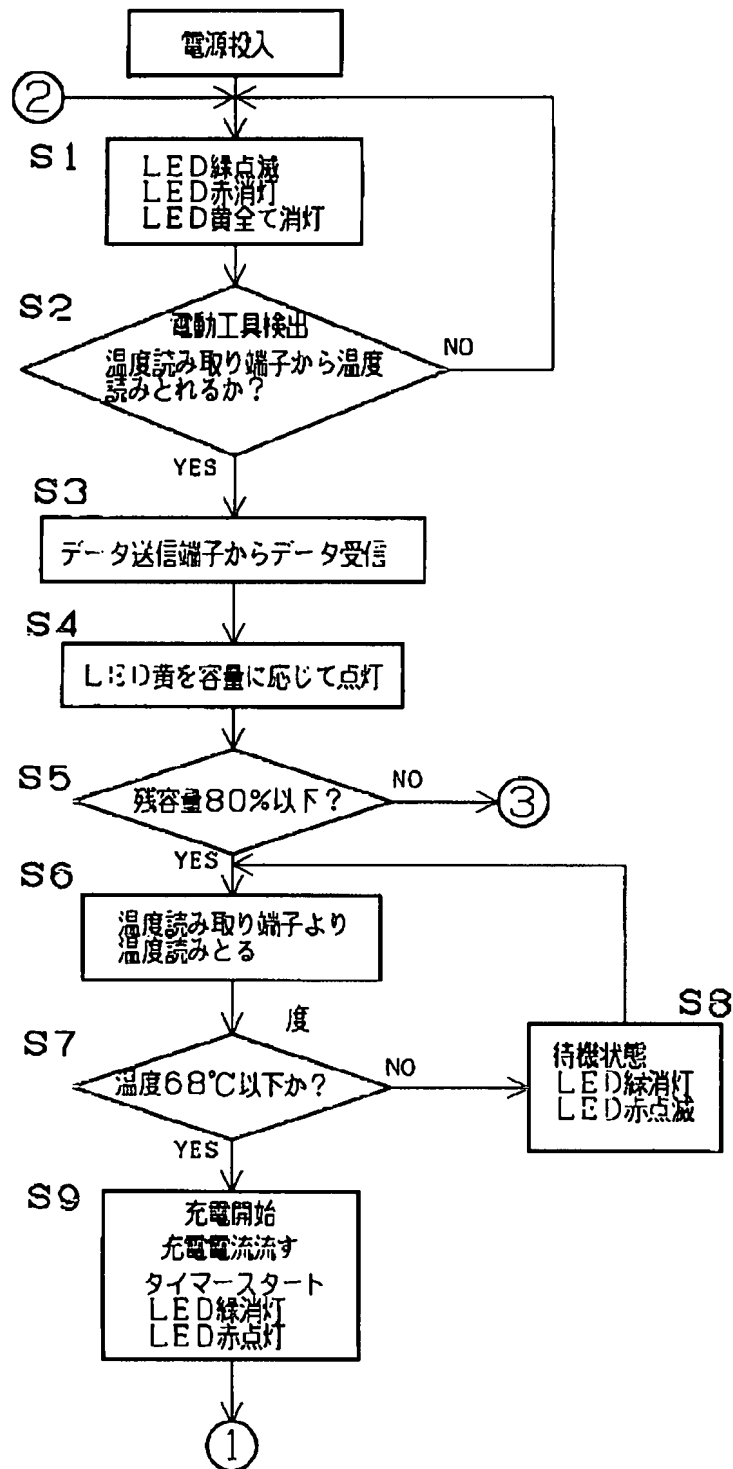 電源投入
②
S1
LED緑点滅
LED赤消灯
LED黄全て消灯
S2
電動工具検出
温度読み取り端子から温度
読みとれるか？
NO
YES
S3
データ送信端子からデータ受信
S4
LED黄を容量に応じて点灯
S5
残容量80%以下？
NO
③
YES
S6
温度読み取り端子より
温度読みとる
度
S7
温度68℃以下か？
NO
S8
待機状態
LED緑消灯
LED赤点滅
YES
S9
充電開始
充電電流流す
タイマースタート
LED緑消灯
LED赤点灯
①